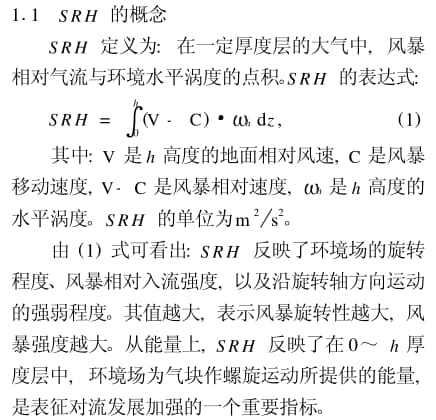 1.1 SRH 的概念
SRH 定义为: 在一定厚度层的大气中, 风暴
相对气流与环境水平涡度的点积。SRH 的表达式:
SRH = ∫₀ʰ(V - C)•ωₕ dz, (1)
其中: V 是 h 高度的地面相对风速, C 是风暴
移动速度, V- C 是风暴相对速度, ωₕ 是 h 高度的
水平涡度。SRH 的单位为 m²/s²。
由 (1) 式可看出: SRH 反映了环境场的旋转
程度、风暴相对入流强度, 以及沿旋转轴方向运动
的强弱程度。其值越大, 表示风暴旋转性越大, 风
暴强度越大。从能量上, SRH 反映了在 0～ h 厚
度层中, 环境场为气块作螺旋运动所提供的能量,
是表征对流发展加强的一个重要指标。